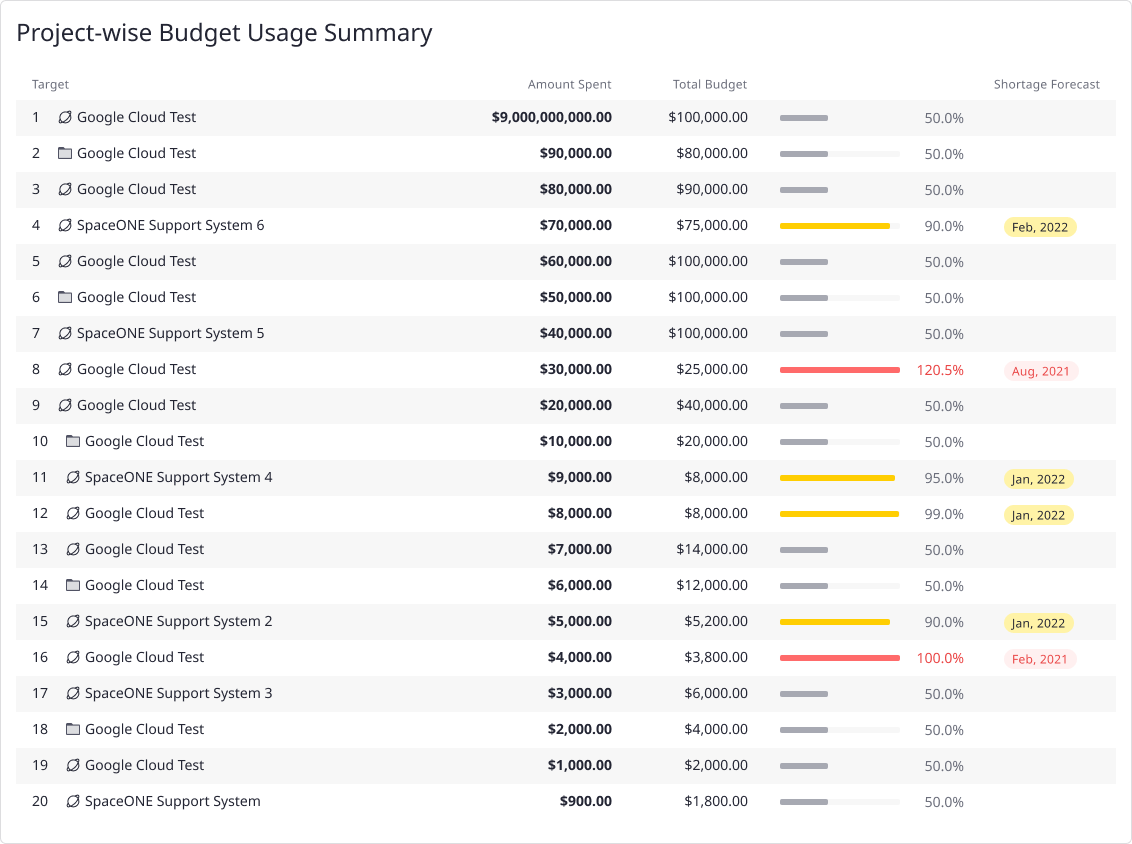 Project-wise Budget Usage Summary
Target Amount Spent Total Budget Shortage Forecast
1 Google Cloud Test $9,000,000,000.00 $100,000.00 50.0%
2 Google Cloud Test $90,000.00 $80,000.00 50.0%
3 Google Cloud Test $80,000.00 $90,000.00 50.0%
4 SpaceONE Support System 6 $70,000.00 $75,000.00 90.0% Feb, 2022
5 Google Cloud Test $60,000.00 $100,000.00 50.0%
6 Google Cloud Test $50,000.00 $100,000.00 50.0%
7 SpaceONE Support System 5 $40,000.00 $100,000.00 50.0%
8 Google Cloud Test $30,000.00 $25,000.00 120.5% Aug, 2021
9 Google Cloud Test $20,000.00 $40,000.00 50.0%
10 Google Cloud Test $10,000.00 $20,000.00 50.0%
11 SpaceONE Support System 4 $9,000.00 $8,000.00 95.0% Jan, 2022
12 Google Cloud Test $8,000.00 $8,000.00 99.0% Jan, 2022
13 Google Cloud Test $7,000.00 $14,000.00 50.0%
14 Google Cloud Test $6,000.00 $12,000.00 50.0%
15 SpaceONE Support System 2 $5,000.00 $5,200.00 90.0% Jan, 2022
16 Google Cloud Test $4,000.00 $3,800.00 100.0% Feb, 2021
17 SpaceONE Support System 3 $3,000.00 $6,000.00 50.0%
18 Google Cloud Test $2,000.00 $4,000.00 50.0%
19 Google Cloud Test $1,000.00 $2,000.00 50.0%
20 SpaceONE Support System $900.00 $1,800.00 50.0%